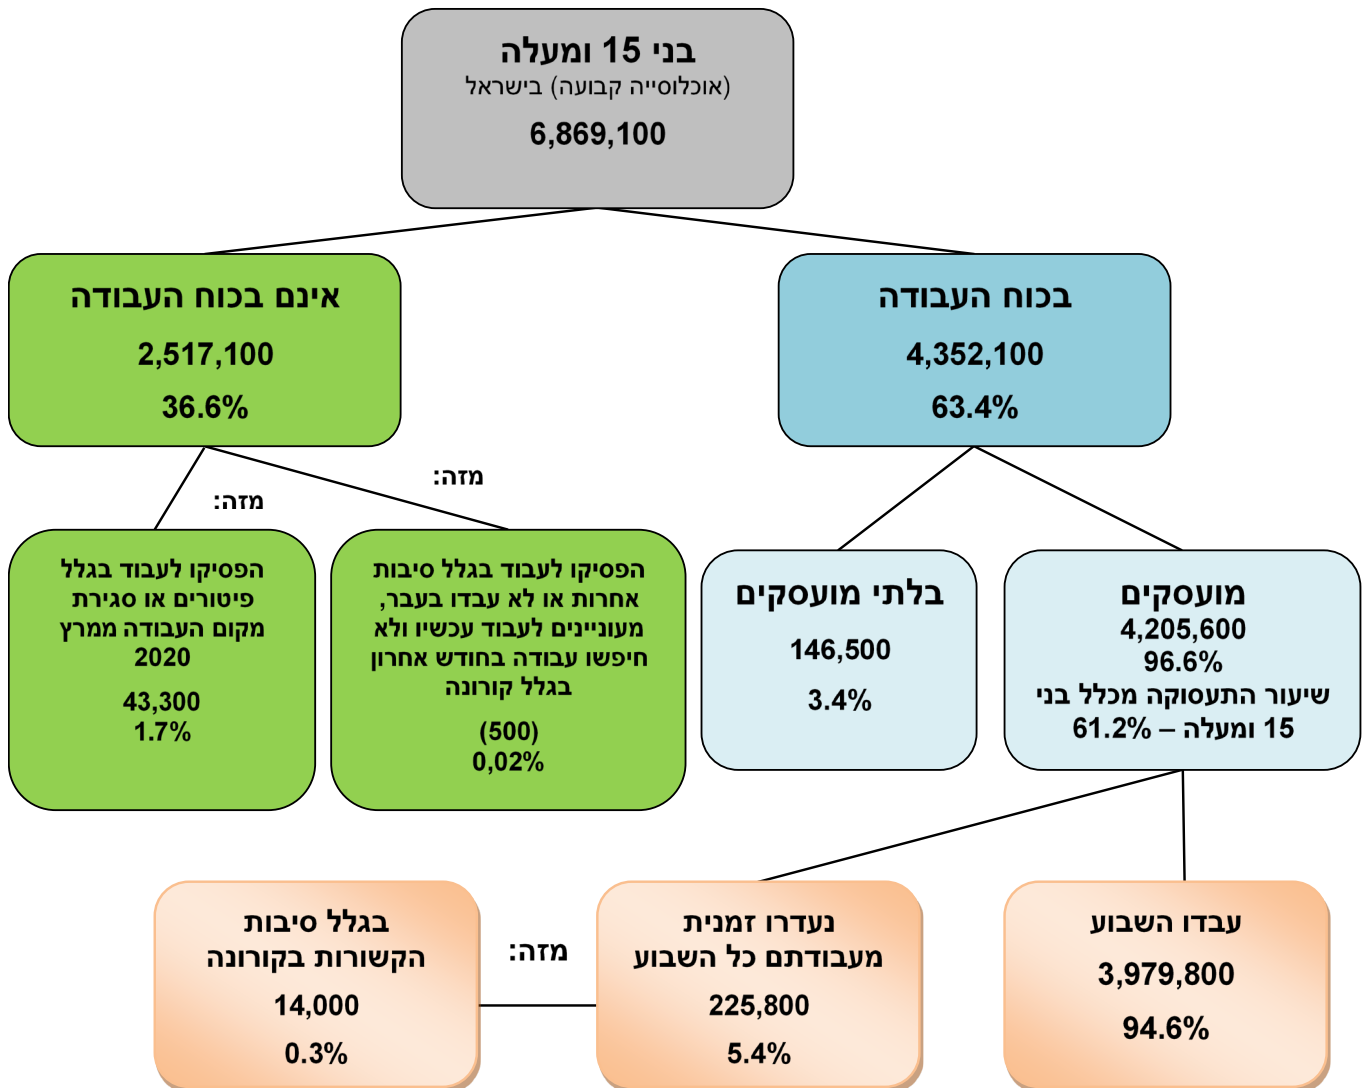 בני 15 ומעלה
(אוכלוסייה קבועה) בישראל
6,869,100
בכוח העבודה
4,352,100
63.4%
אינם בכוח העבודה
2,517,100
36.6%
מזה:
מזה:
מועסקים
4,205,600
96.6%
שיעור התעסוקה מכלל בני
15 ומעלה – 61.2%
בלתי מועסקים
146,500
3.4%
הפסיקו לעבוד בגלל סיבות
אחרות או לא עבדו בעבר,
מעוניינים לעבוד עכשיו ולא
חיפשו עבודה בחודש אחרון
בגלל קורונה
(500)
0,02%
הפסיקו לעבוד בגלל
פיטורים או סגירת
מקום העבודה ממרץ
2020
43,300
1.7%
עבדו השבוע
3,979,800
94.6%
נעדרו זמנית
מעבודתם כל השבוע
225,800
5.4%
מזה:
בגלל סיבות
הקשורות בקורונה
14,000
0.3%